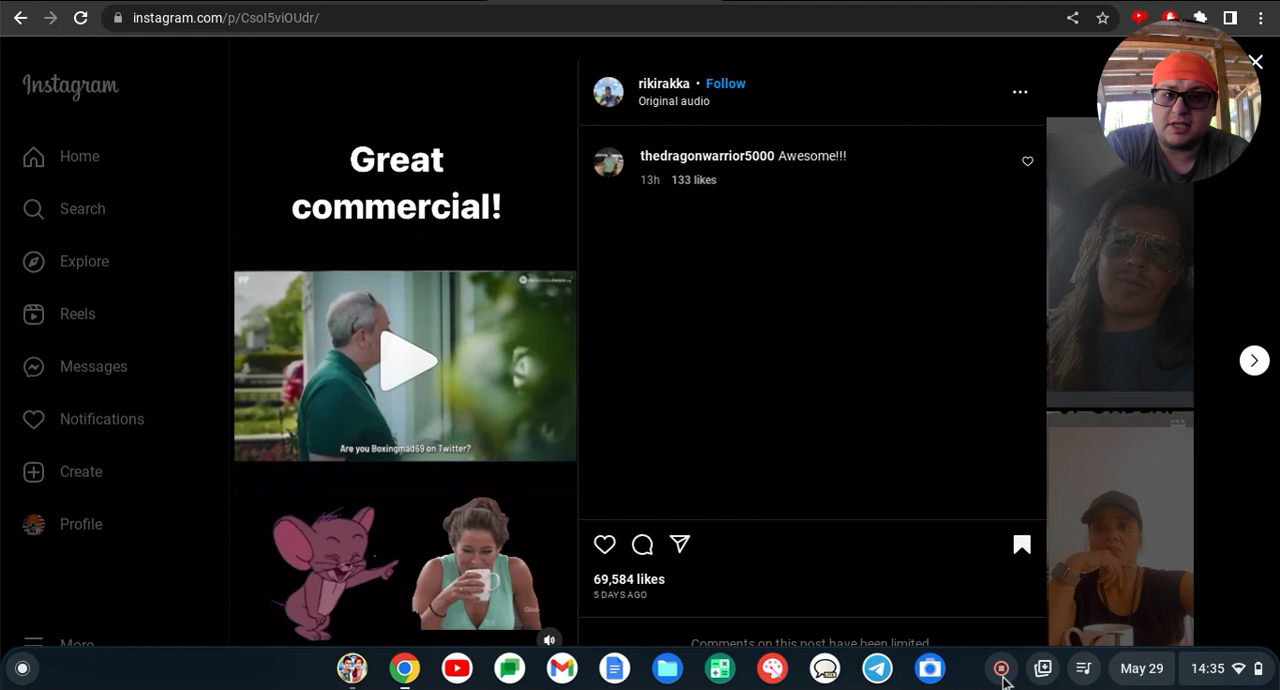 instagram.com/p/CsoI5viOUdr/
Instagram
Home
Search
Explore
Reels
Messages
Notifications
Create
Profile
More
Great
commercial!
Are you Boxingmad69 on Twitter?
rikirakka • Follow
Original audio
thedragonwarrior5000 Awesome!!!
13h 133 likes
69,584 likes
5 DAYS AGO
Comments on this post have been limited
May 29
14:35